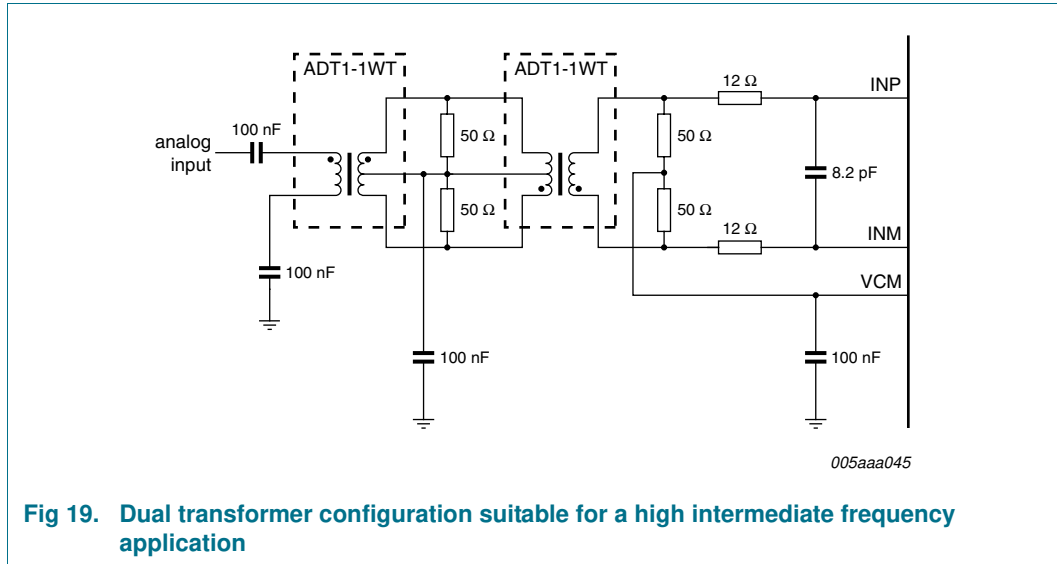 ADT1-1WT
ADT1-1WT
12 Ω
INP
100 nF
analog
input
50 Ω
50 Ω
8.2 pF
50 Ω
50 Ω
12 Ω
INM
100 nF
VCM
100 nF
100 nF
005aaa045
Fig 19. Dual transformer configuration suitable for a high intermediate frequency
application